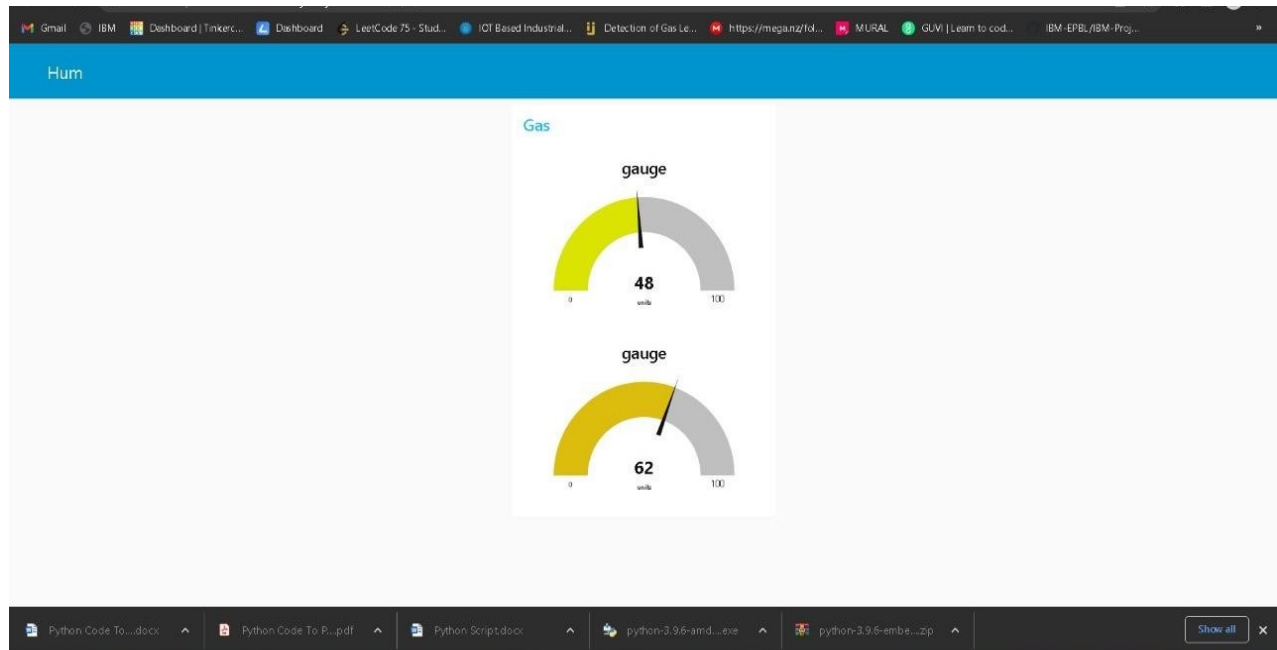 Gmail IBM Dashboard | Tinkerc... Dashboard LeetCode 75 - Stud... IOT Based Industrial... Detection of Gas Le... https://mega.nz/fol... MURAL GUVI | Learn to cod... IBM-EPBL/IBM-Proj... »
Hum
Gas
gauge
48
0 units 100
gauge
62
0 units 100
Python Code To....docx Python Code To P...pdf Python Script.docx python-3.9.6-amd....exe python-3.9.6-embe...zip Show all